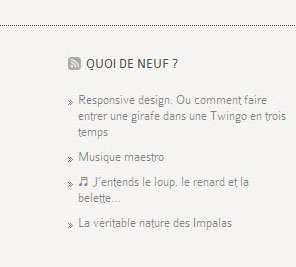 QUOI DE NEUF ?
» Responsive design. Ou comment faire
entrer une girafe dans une Twingo en trois
temps
» Musique maestro
» ♫ J´entends le loup, le renard et la
belette...
» La véritable nature des Impalas